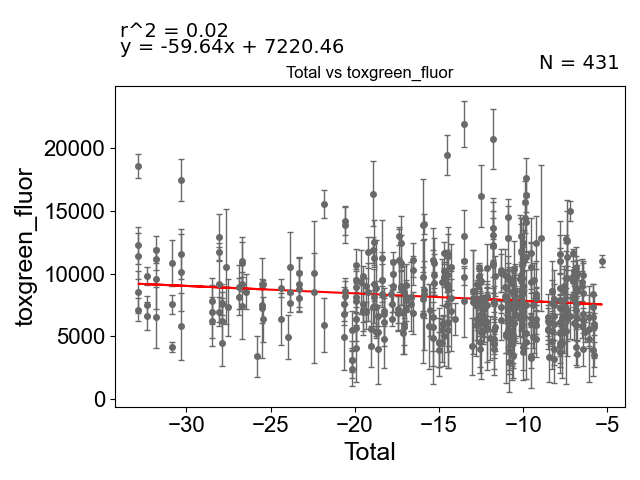 r^2 = 0.02
y = -59.64x + 7220.46
N = 431
Total vs toxgreen_fluor
20000
15000
10000
5000
0
toxgreen_fluor
−30 −25 −20 −15 −10 −5
Total